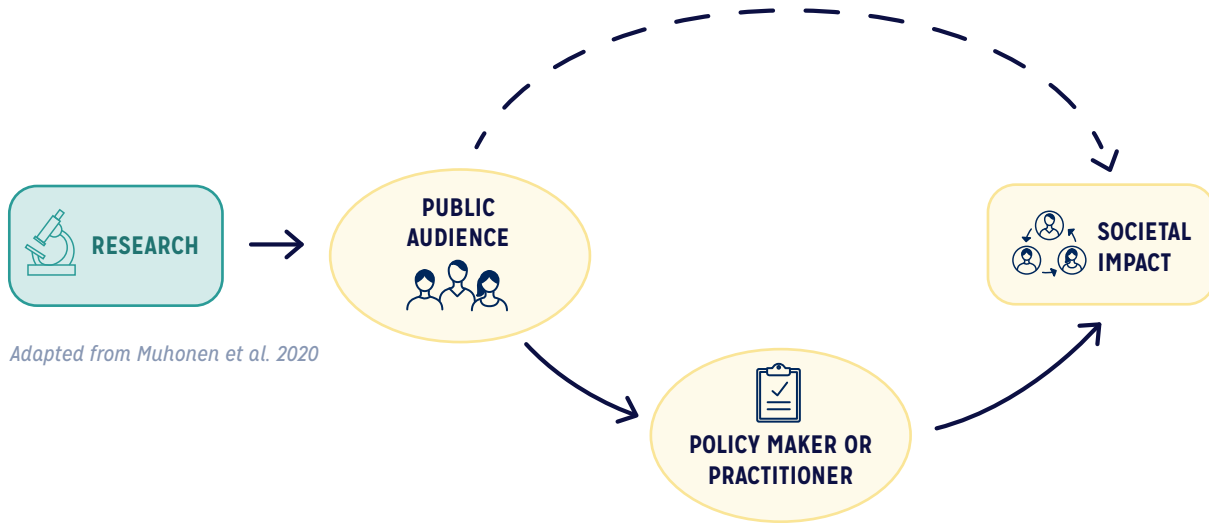 PUBLIC
AUDIENCE
RESEARCH
SOCIETAL
IMPACT
Adapted from Muhonen et al. 2020
POLICY MAKER OR
PRACTITIONER